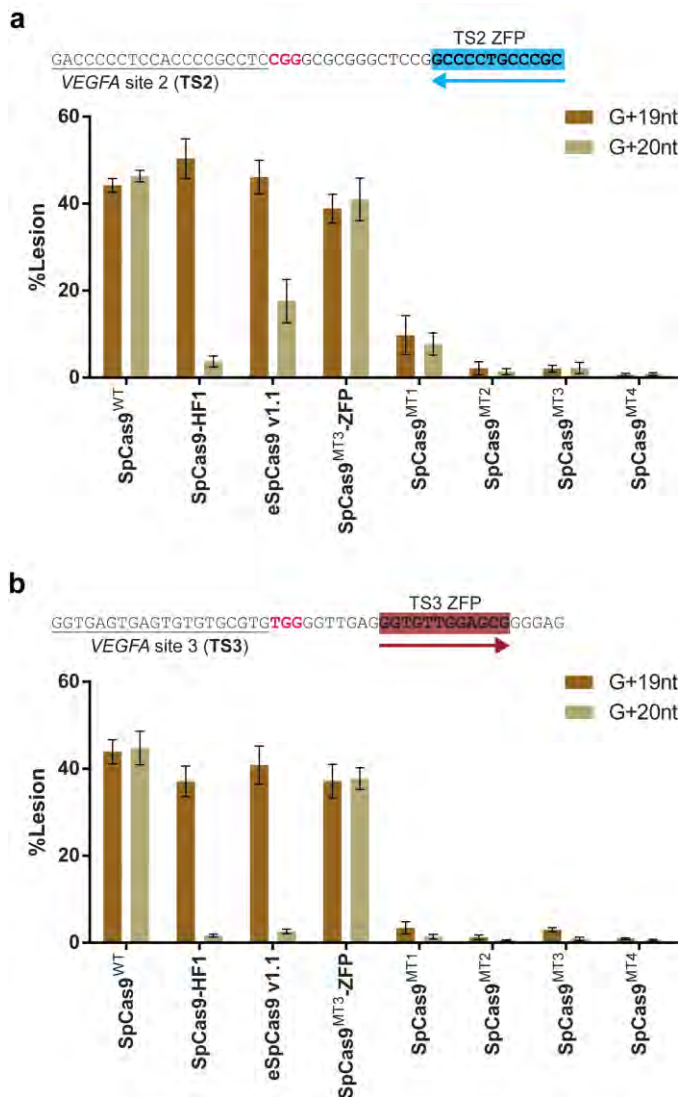 a
TS2 ZFP
GACCCCCTCCACCCCGCCTCCGGGCGCGGGCTCCGGCCCCTGCCCGC
VEGFA site 2 (TS2)
G+19nt
G+20nt
%Lesion
60
40
20
0
SpCas9WT
SpCas9-HF1
eSpCas9 v1.1
SpCas9MT3-ZFP
SpCas9MT1
SpCas9MT2
SpCas9MT3
SpCas9MT4
b
TS3 ZFP
GGTGAGTGAGTGTGTGCGTGTGGGGTTGAGGGTGTTGGAGCGGGGAG
VEGFA site 3 (TS3)
G+19nt
G+20nt
%Lesion
60
40
20
0
SpCas9WT
SpCas9-HF1
eSpCas9 v1.1
SpCas9MT3-ZFP
SpCas9MT1
SpCas9MT2
SpCas9MT3
SpCas9MT4